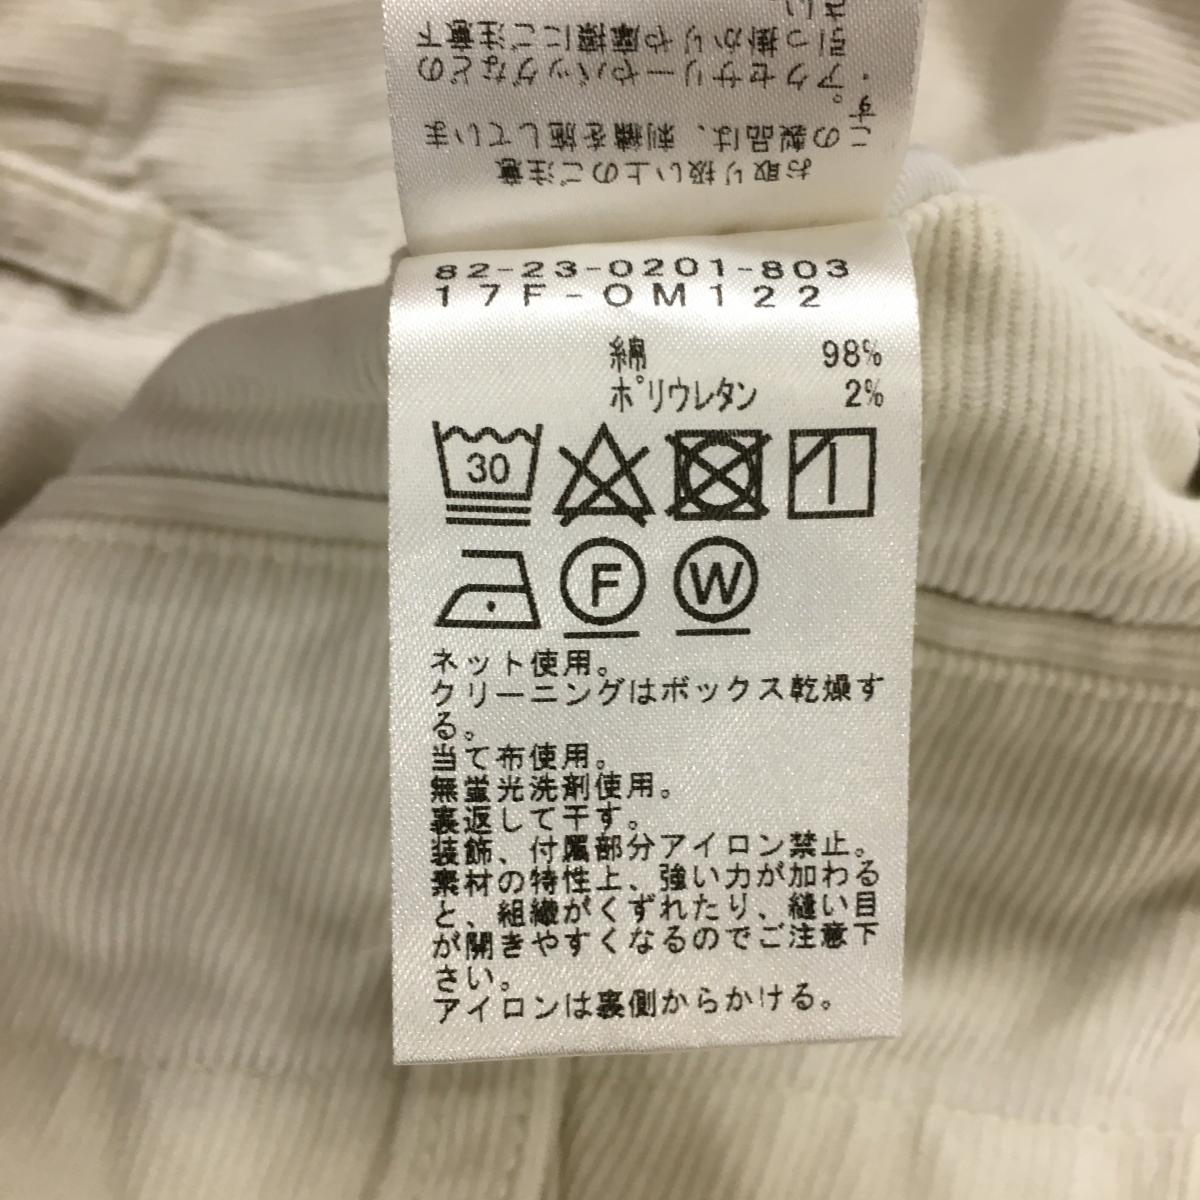 お取り扱い上のご注意
この製品は、刺繍を施していま
す。
・アクセサリーやバッグなどの
引っ掛かりや摩擦にご注意下
さい。
82-23-0201-803
17F-OM122
綿 98%
ポリウレタン 2%
30
F
W
ネット使用。
クリーニングはボックス乾燥す
る。
当て布使用。
無蛍光洗剤使用。
裏返して干す。
装飾、付属部分アイロン禁止。
素材の特性上、強い力が加わる
と、組織がくずれたり、縫い目
が開きやすくなるのでご注意下
さい。
アイロンは裏側からかける。